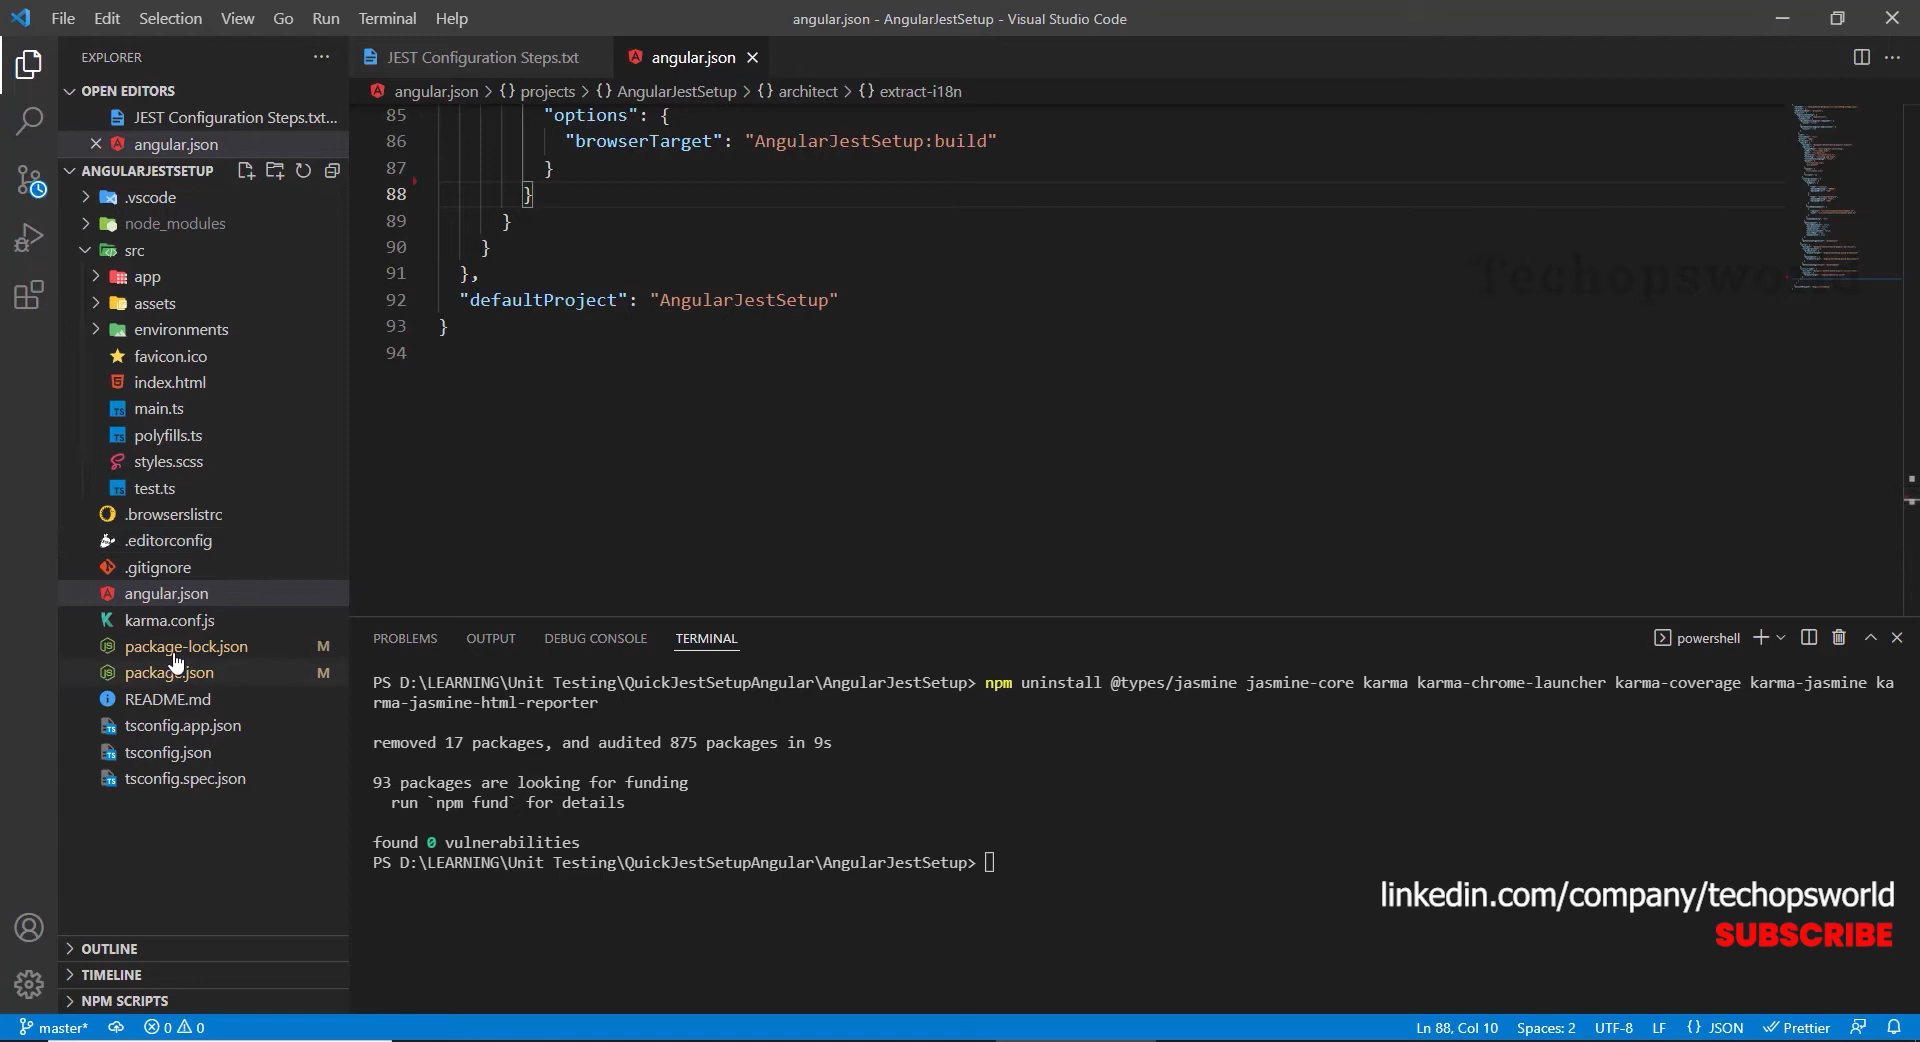 File Edit Selection View Go Run Terminal Help
angular.json - AngularJestSetup - Visual Studio Code
EXPLORER
OPEN EDITORS
JEST Configuration Steps.txt...
angular.json
ANGULARJESTSETUP
.vscode
node_modules
src
app
assets
environments
favicon.ico
index.html
main.ts
polyfills.ts
styles.scss
test.ts
.browserslistrc
.editorconfig
.gitignore
angular.json
karma.conf.js
package-lock.json M
package.json M
README.md
tsconfig.app.json
tsconfig.json
tsconfig.spec.json
OUTLINE
TIMELINE
NPM SCRIPTS
JEST Configuration Steps.txt
angular.json
angular.json > {} projects > {} AngularJestSetup > {} architect > {} extract-i18n
85 "options": {
86 "browserTarget": "AngularJestSetup:build"
87 }
88 }
89 }
90 }
91 },
92 "defaultProject": "AngularJestSetup"
93 }
94
Techopsworld
PROBLEMS OUTPUT DEBUG CONSOLE TERMINAL
powershell
PS D:\LEARNING\Unit Testing\QuickJestSetupAngular\AngularJestSetup> npm uninstall @types/jasmine jasmine-core karma karma-chrome-launcher karma-coverage karma-jasmine ka
rma-jasmine-html-reporter
removed 17 packages, and audited 875 packages in 9s
93 packages are looking for funding
run `npm fund` for details
found 0 vulnerabilities
PS D:\LEARNING\Unit Testing\QuickJestSetupAngular\AngularJestSetup>
linkedin.com/company/techopsworld
SUBSCRIBE
master* 0 0
Ln 88, Col 10 Spaces: 2 UTF-8 LF {} JSON Prettier